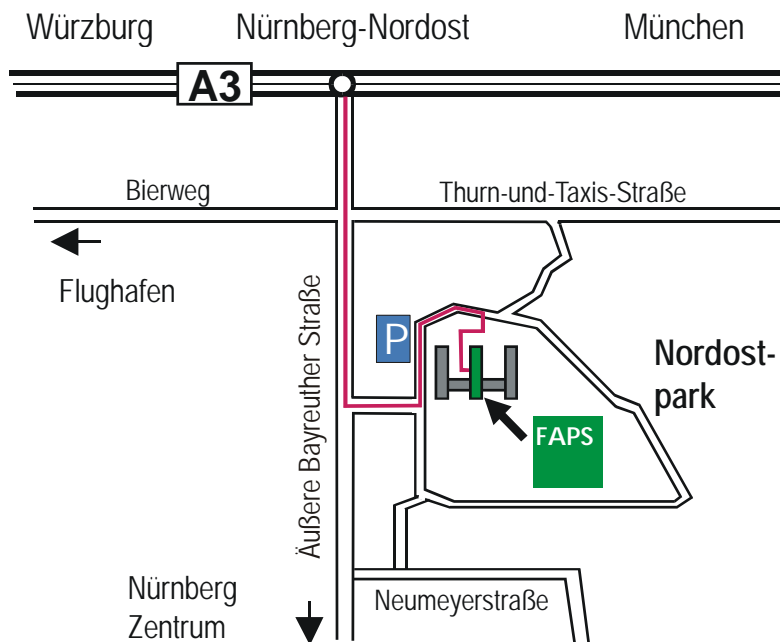 Würzburg
Nürnberg-Nordost
München
A3
Bierweg
Thurn-und-Taxis-Straße
Flughafen
Äußere Bayreuther Straße
P
Nordost-
park
FAPS
Nürnberg
Zentrum
Neumeyerstraße